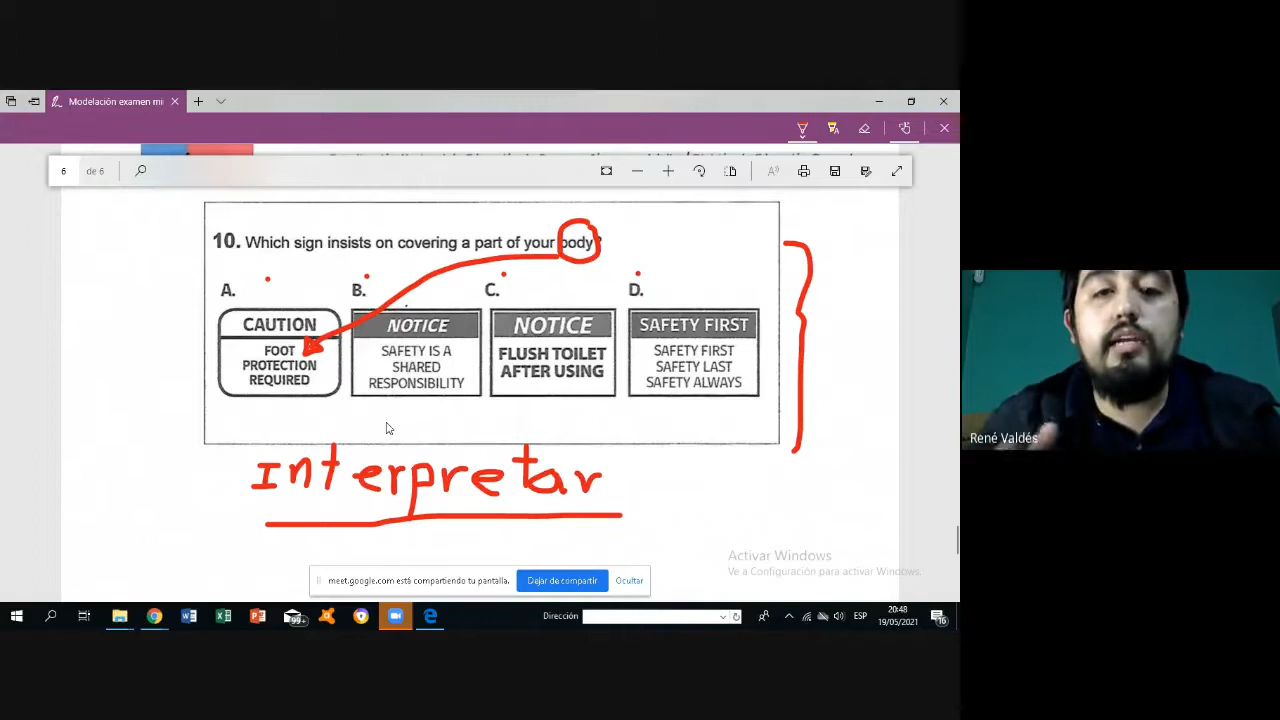 Modelación examen mi
6 de 6
10. Which sign insists on covering a part of your body?
A. B. C. D.
CAUTION
FOOT
PROTECTION
REQUIRED
NOTICE
SAFETY IS A
SHARED
RESPONSIBILITY
NOTICE
FLUSH TOILET
AFTER USING
SAFETY FIRST
SAFETY FIRST
SAFETY LAST
SAFETY ALWAYS
Interpretar
René Valdés
Activar Windows
Ve a Configuración para activar Windows.
meet.google.com está compartiendo tu pantalla. Dejar de compartir Ocultar
99+ Dirección ESP 20:48
19/05/2021 16